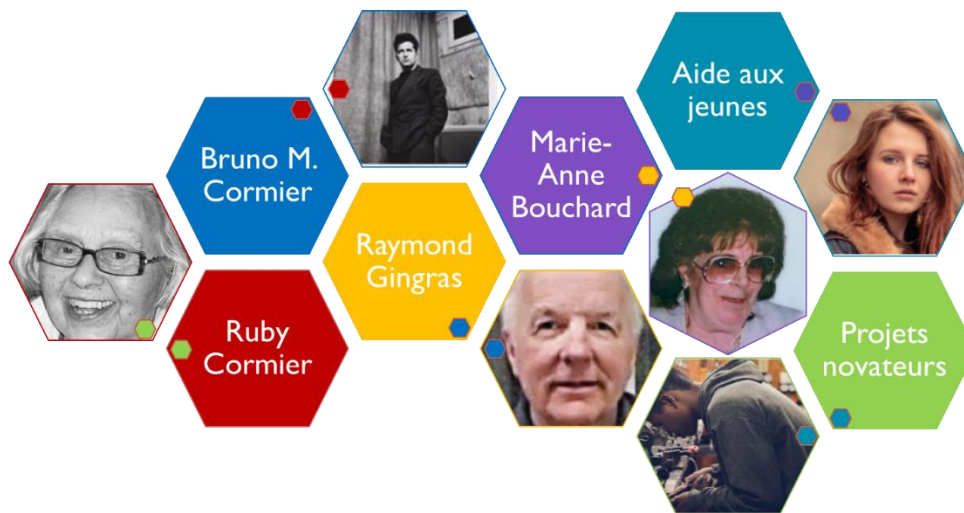 Bruno M.
Cormier
Ruby
Cormier
Raymond
Gingras
Marie-
Anne
Bouchard
Aide aux
jeunes
Projets
novateurs